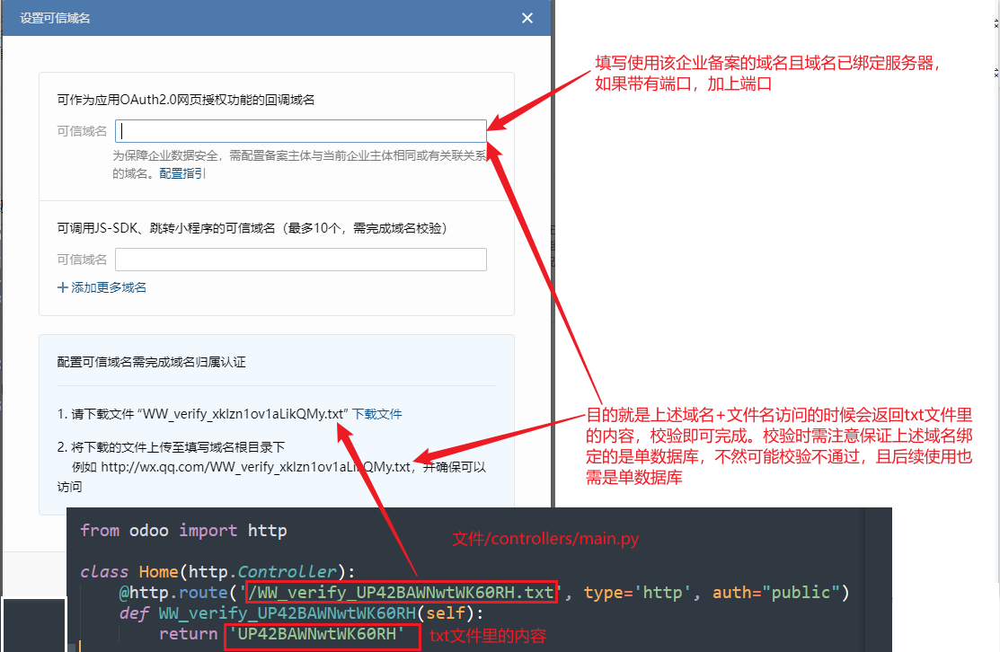 设置可信域名
填写使用该企业备案的域名且域名已绑定服务器，
如果带有端口，加上端口
可作为应用OAuth2.0网页授权功能的回调域名
可信域名
为保障企业数据安全，需配置备案主体与当前企业主体相同或有关联关系
的域名。配置指引
可调用JS-SDK、跳转小程序的可信域名（最多10个，需完成域名校验）
可信域名
添加更多域名
配置可信域名需完成域名归属认证
1. 请下载文件 “WW_verify_xklzn1ov1aLikQMy.txt” 下载文件
2. 将下载的文件上传至填写域名根目录下
例如 http://wx.qq.com/WW_verify_xklzn1ov1aLikQMy.txt，并确保可以
访问
目的就是上述域名+文件名访问的时候会返回txt文件里
的内容，校验即可完成。校验时需注意保证上述域名绑
定的是单数据库，不然可能校验不通过，且后续使用也
需是单数据库
from odoo import http
文件/controllers/main.py
class Home(http.Controller):
@http.route('/WW_verify_UP42BAWNwtWK60RH.txt', type='http', auth="public")
def WW_verify_UP42BAWNwtWK60RH(self):
return 'UP42BAWNwtWK60RH' txt文件里的内容